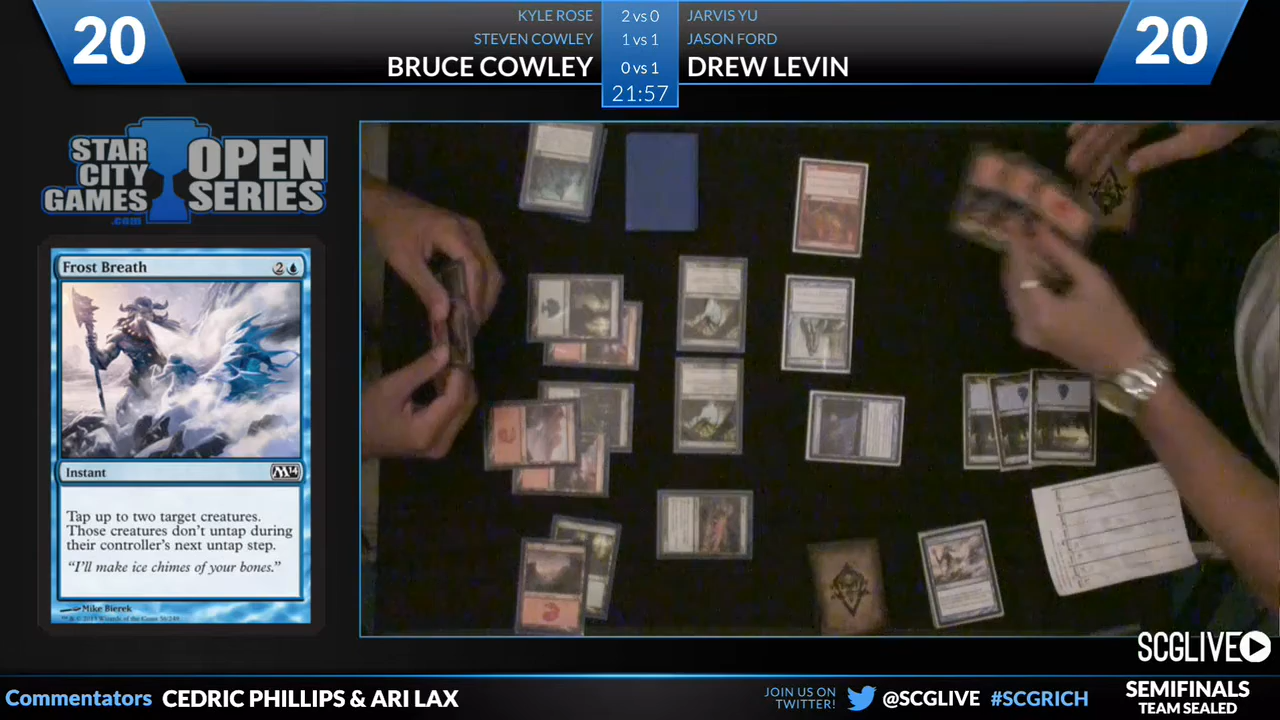 20
KYLE ROSE 2 vs 0 JARVIS YU
STEVEN COWLEY 1 vs 1 JASON FORD
BRUCE COWLEY 0 vs 1 DREW LEVIN
21:57
20
STAR
CITY
GAMES
.com
OPEN
SERIES
Frost Breath 2
Instant M14
Tap up to two target creatures.
Those creatures don't untap during
their controller's next untap step.
"I'll make ice chimes of your bones."
Mike Bierek
SCGLIVE
Commentators CEDRIC PHILLIPS & ARI LAX
JOIN US ON
TWITTER!
@SCGLIVE #SCGRICH
SEMIFINALS
TEAM SEALED